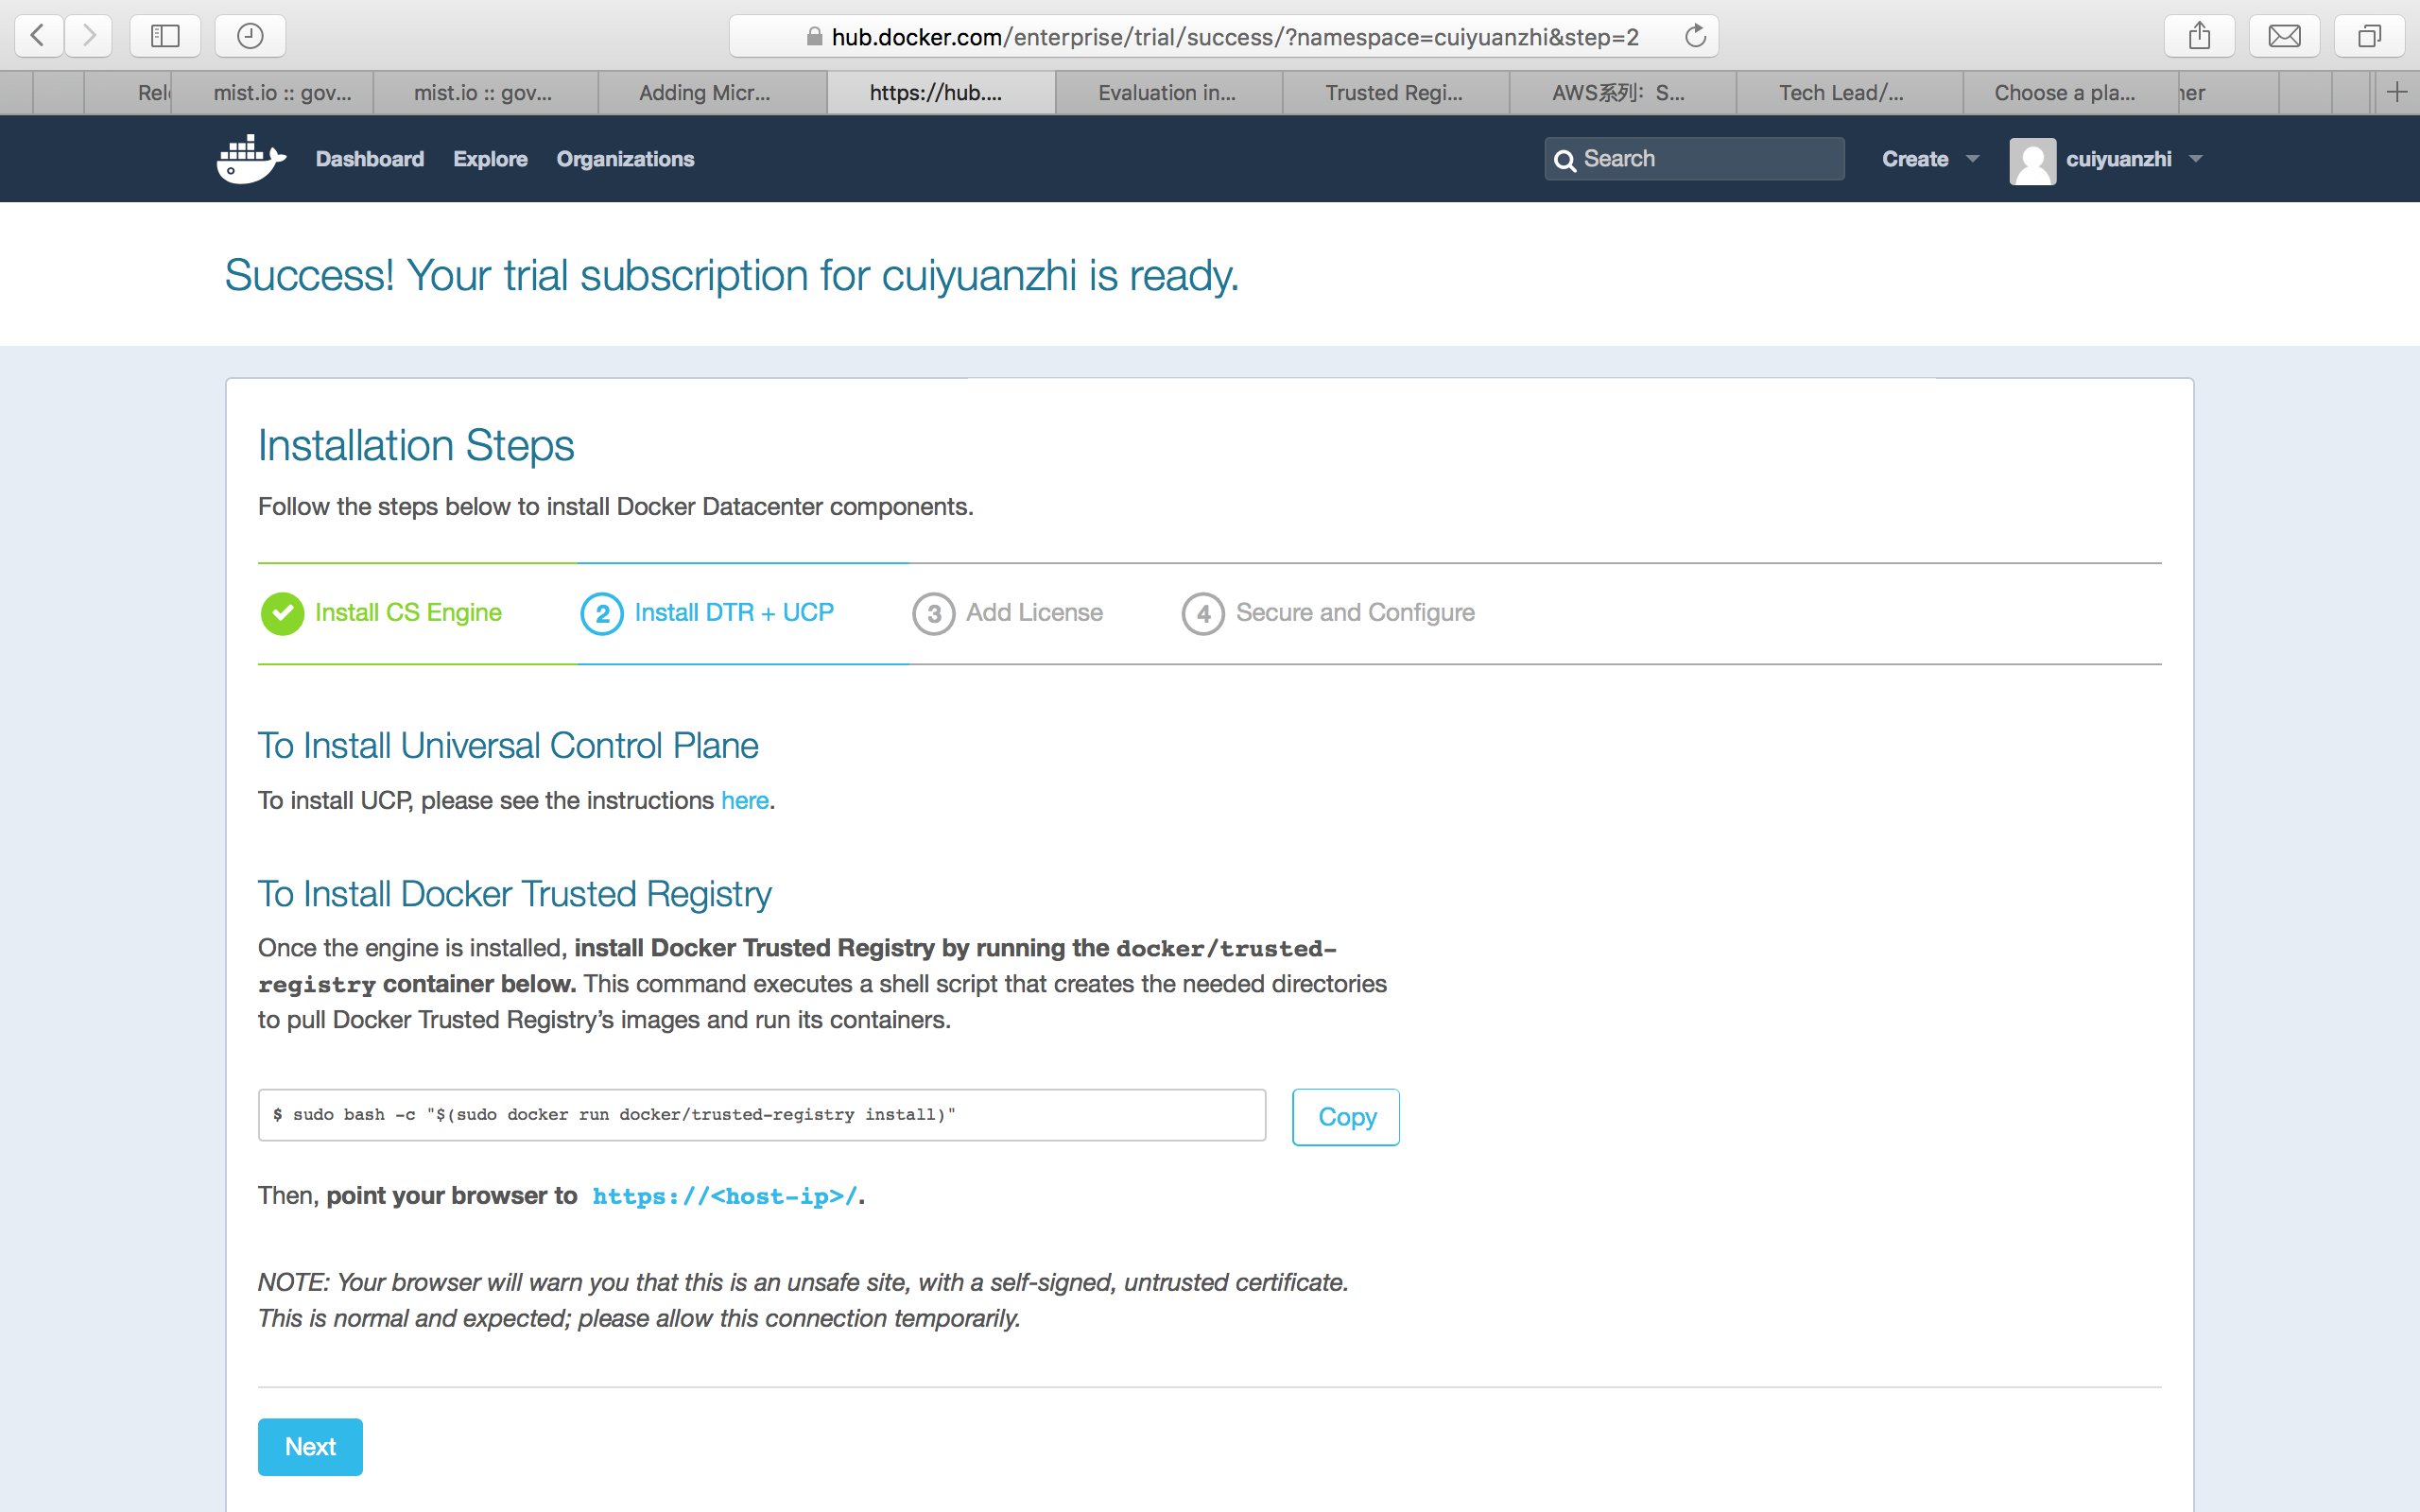 hub.docker.com/enterprise/trial/success/?namespace=cuiyuanzhi&step=2
mist.io :: gov... mist.io :: gov... Adding Micr... https://hub.... Evaluation in... Trusted Regi... AWS系列：S... Tech Lead/... Choose a pla...
Dashboard Explore Organizations Search Create cuiyuanzhi
Success! Your trial subscription for cuiyuanzhi is ready.
Installation Steps
Follow the steps below to install Docker Datacenter components.
Install CS Engine 2 Install DTR + UCP 3 Add License 4 Secure and Configure
To Install Universal Control Plane
To install UCP, please see the instructions here.
To Install Docker Trusted Registry
Once the engine is installed, install Docker Trusted Registry by running the docker/trusted-
registry container below. This command executes a shell script that creates the needed directories
to pull Docker Trusted Registry’s images and run its containers.
$ sudo bash -c "$(sudo docker run docker/trusted-registry install)" Copy
Then, point your browser to https://<host-ip>/.
NOTE: Your browser will warn you that this is an unsafe site, with a self-signed, untrusted certificate.
This is normal and expected; please allow this connection temporarily.
Next